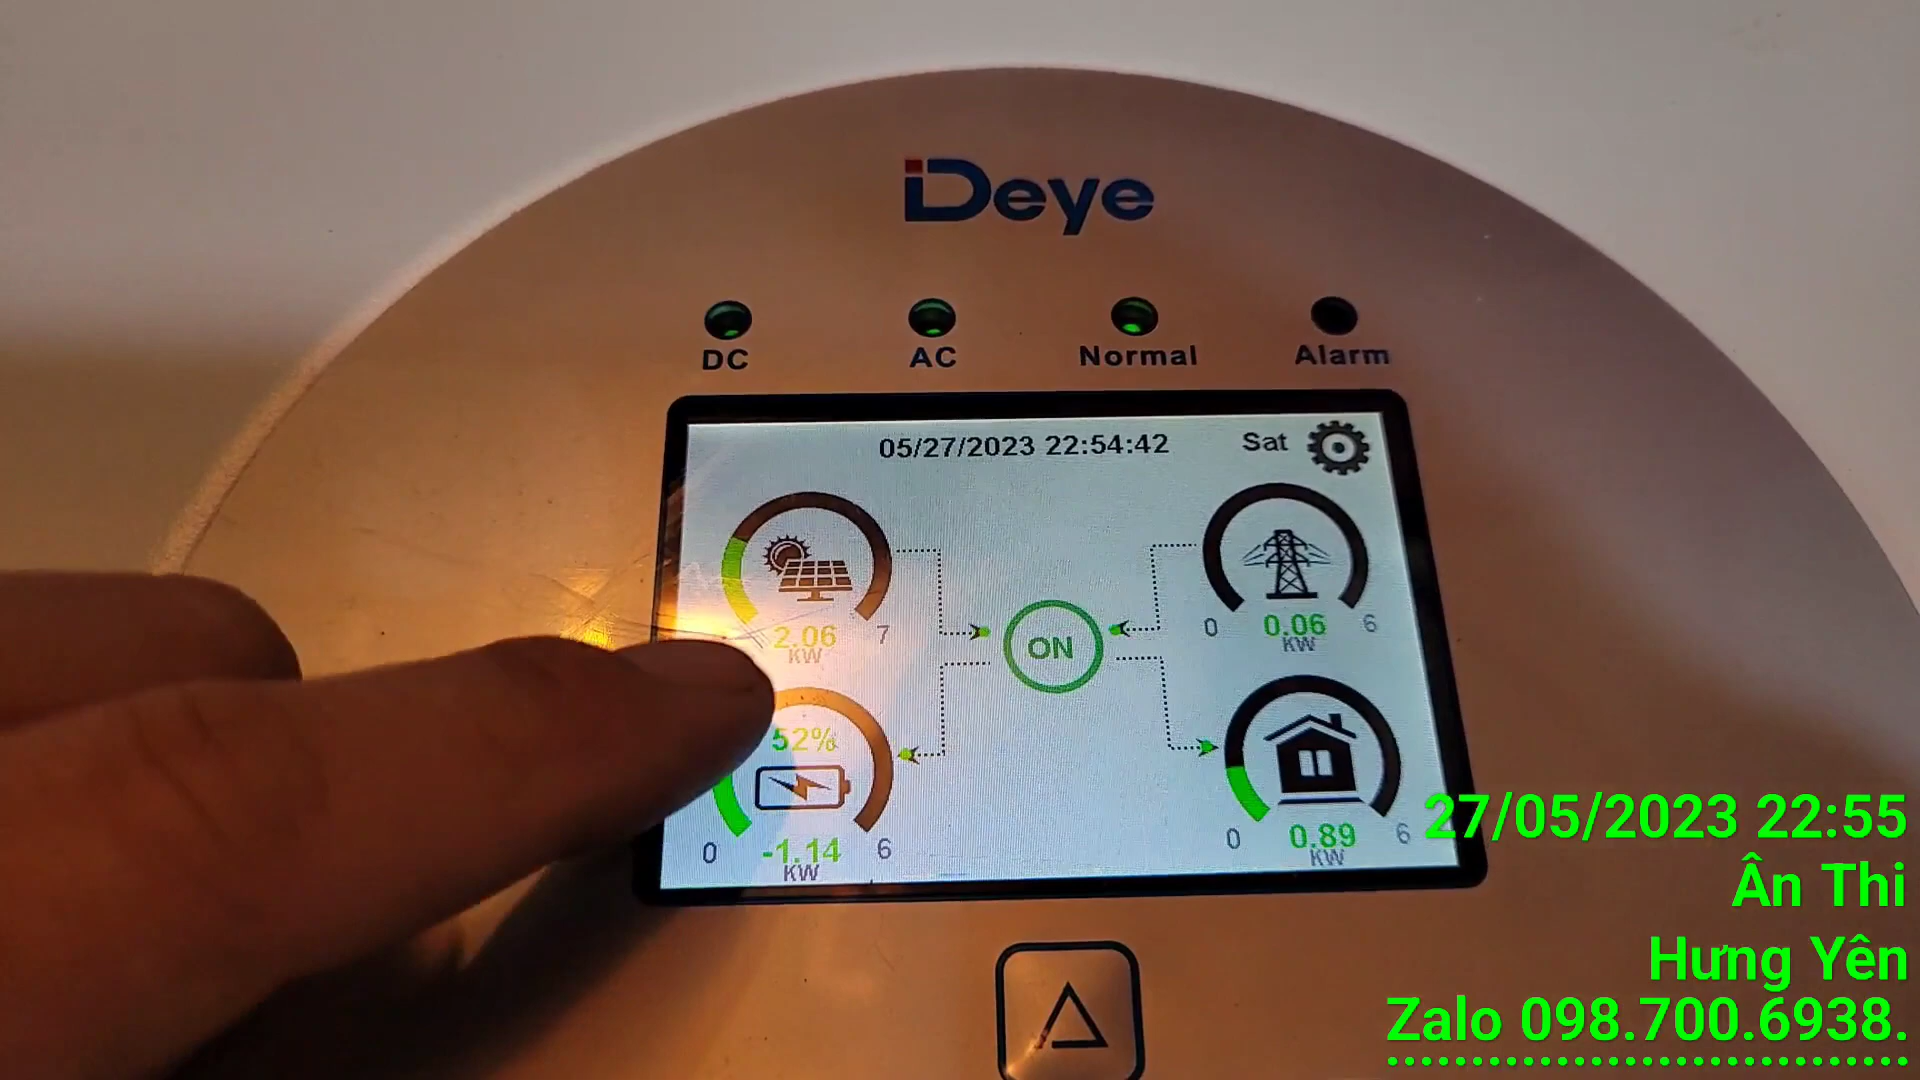 Deye
DC AC Normal Alarm
05/27/2023 22:54:42 Sat
2.06 7
KW
0 0.06 6
KW
ON
52%
0 -1.14 6
KW
0 0.89 6
KW
27/05/2023 22:55
Ân Thi
Hưng Yên
Zalo 098.700.6938.